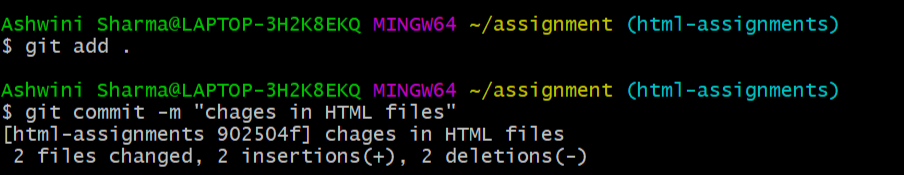 Ashwini Sharma@LAPTOP-3H2K8EKQ MINGW64 ~/assignment (html-assignments)
$ git add .
Ashwini Sharma@LAPTOP-3H2K8EKQ MINGW64 ~/assignment (html-assignments)
$ git commit -m "chages in HTML files"
[html-assignments 902504f] chages in HTML files
 2 files changed, 2 insertions(+), 2 deletions(-)